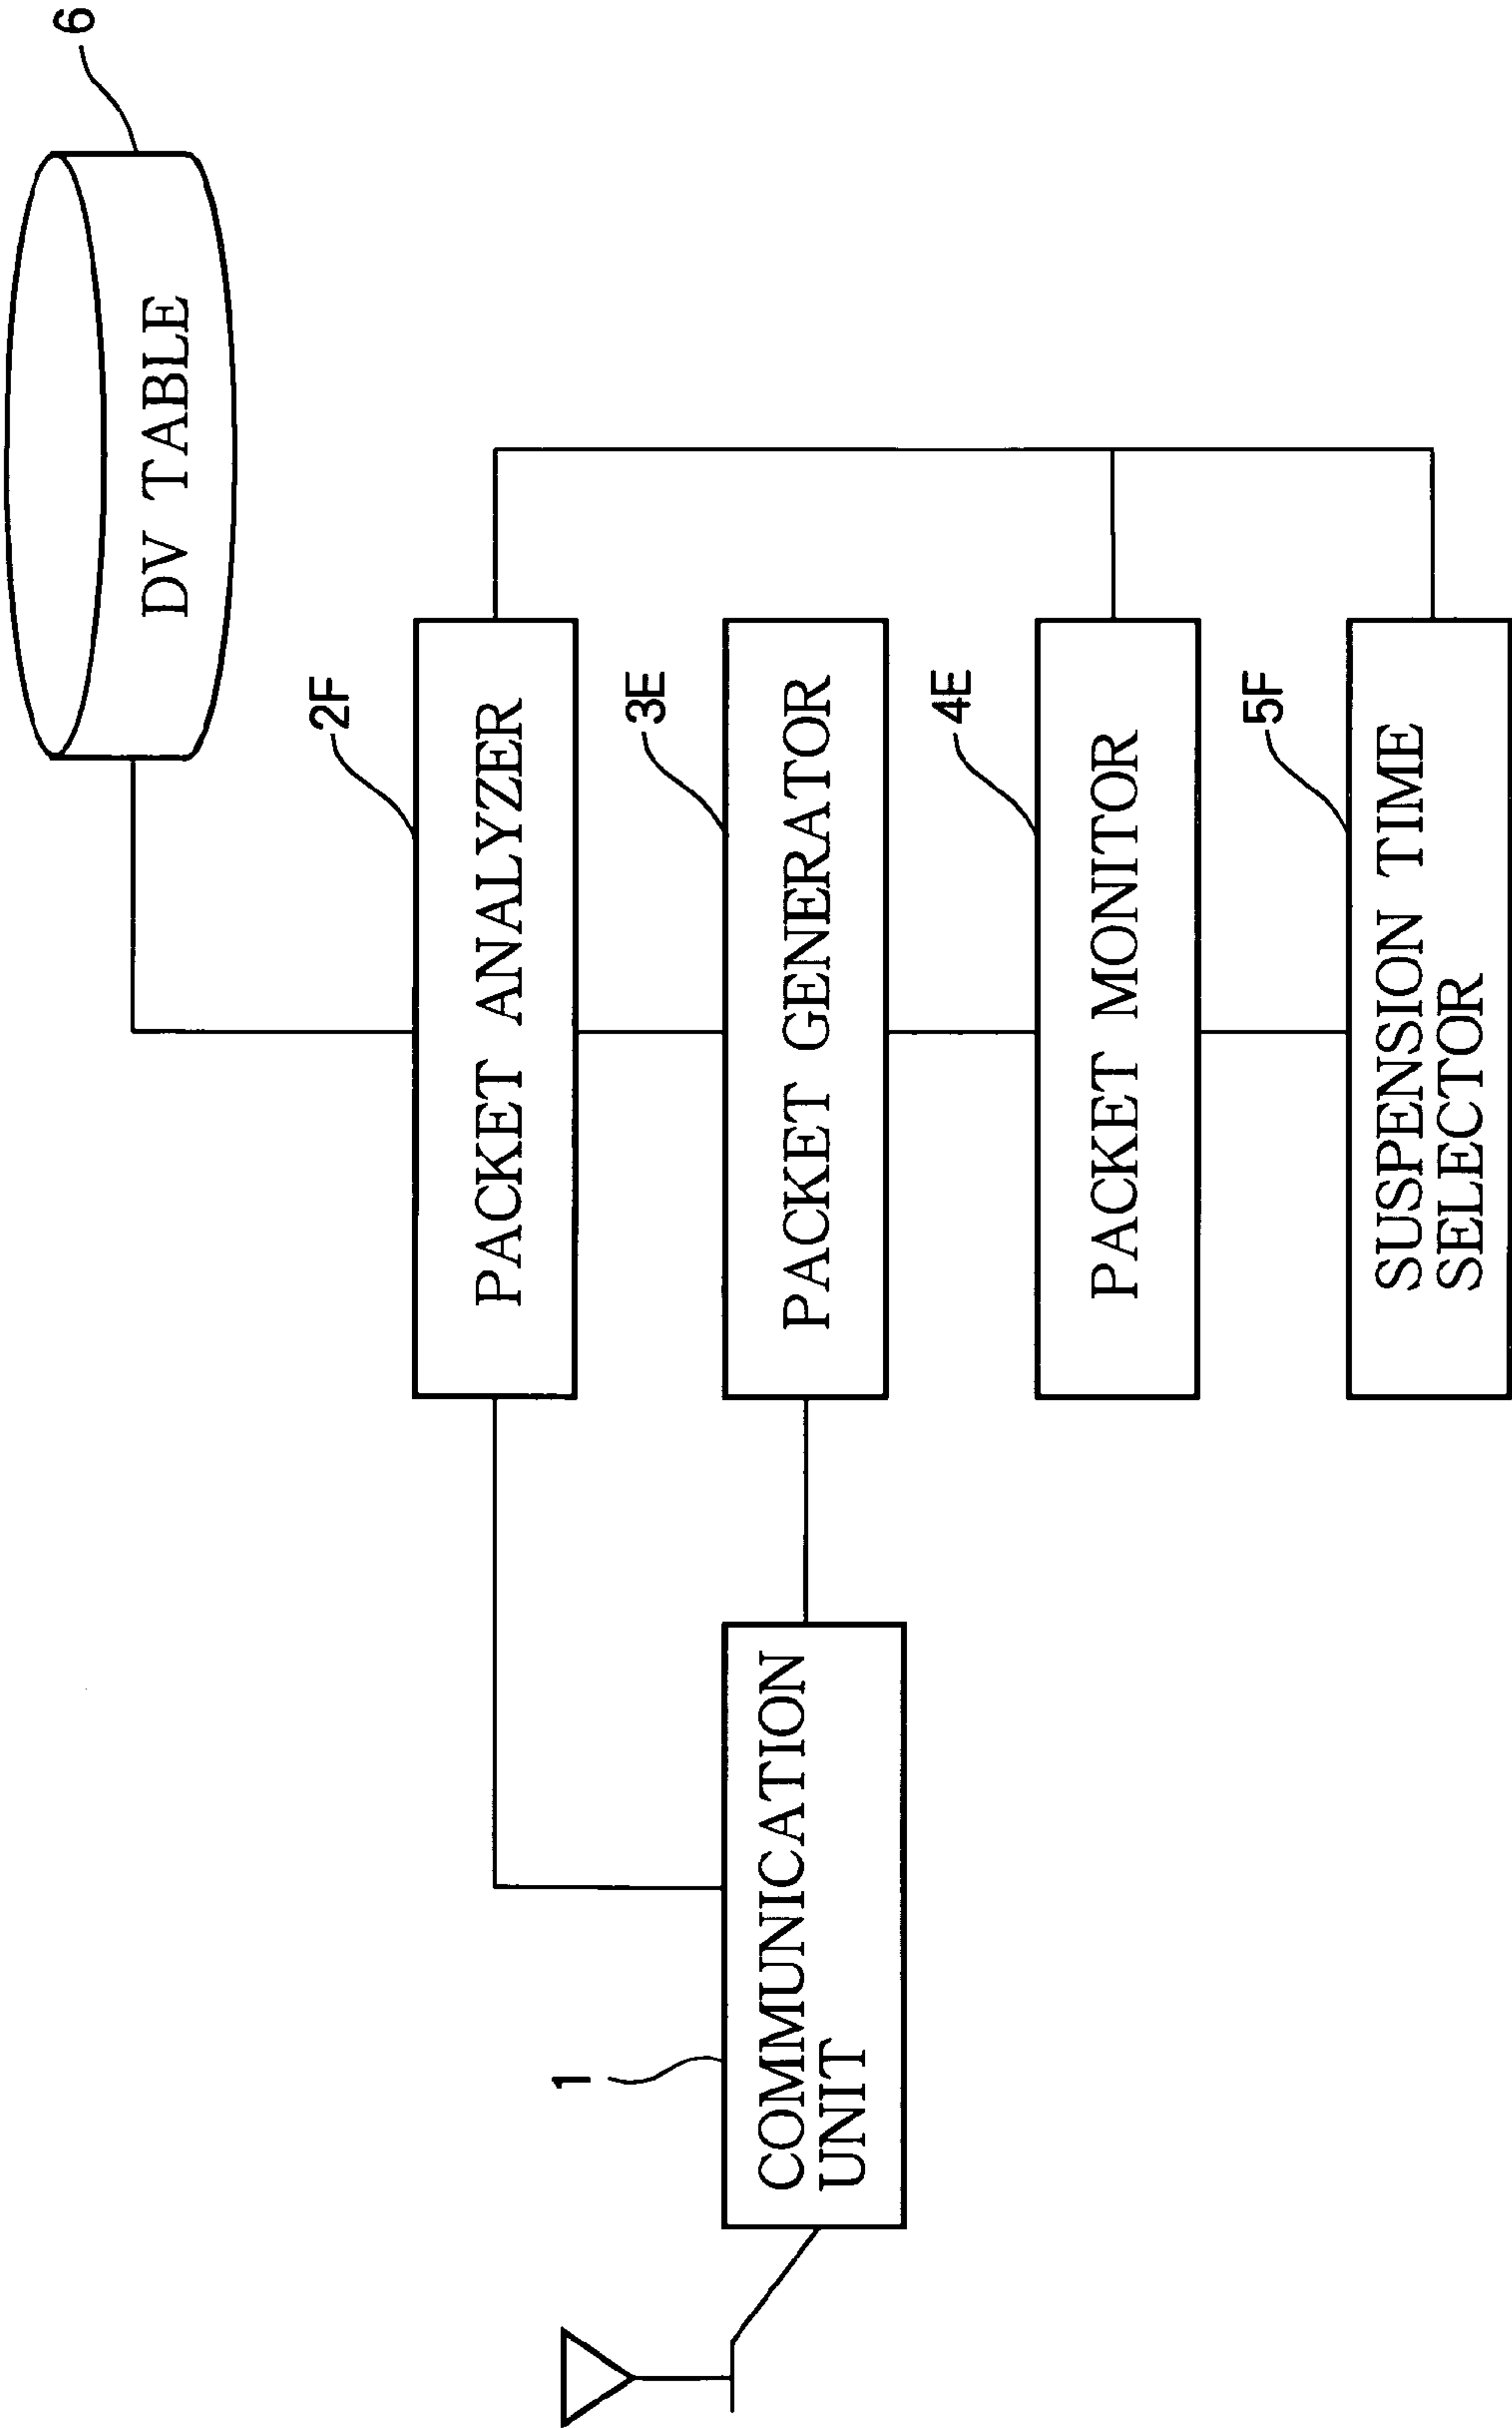 6
DV TABLE
2F
PACKET ANALYZER
3E
PACKET GENERATOR
1
COMMUNICATION
UNIT
4E
PACKET MONITOR
5F
SUSPENSION TIME
SELECTOR